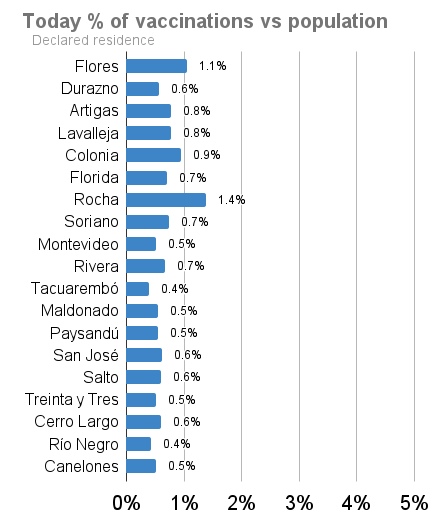 Today % of vaccinations vs population
Declared residence
Flores 1.1%
Durazno 0.6%
Artigas 0.8%
Lavalleja 0.8%
Colonia 0.9%
Florida 0.7%
Rocha 1.4%
Soriano 0.7%
Montevideo 0.5%
Rivera 0.7%
Tacuarembó 0.4%
Maldonado 0.5%
Paysandú 0.5%
San José 0.6%
Salto 0.6%
Treinta y Tres 0.5%
Cerro Largo 0.6%
Río Negro 0.4%
Canelones 0.5%
0% 1% 2% 3% 4% 5%